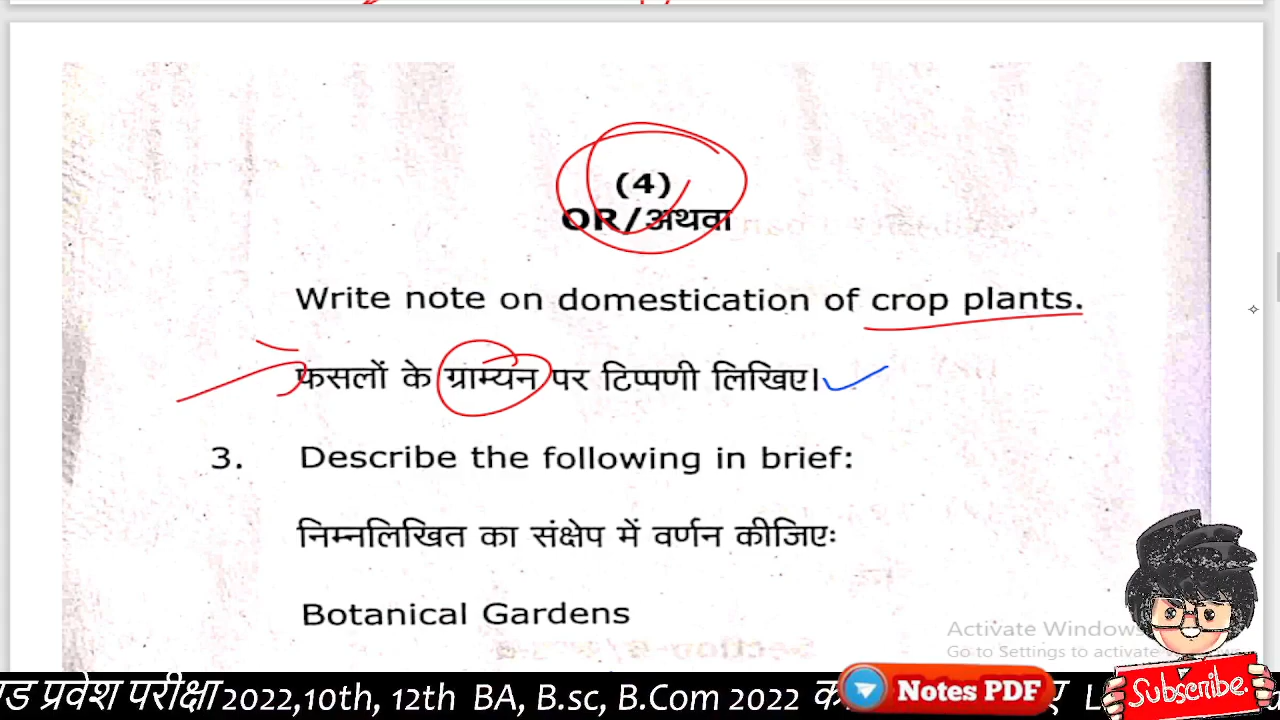 (4)
OR/अथवा
Write note on domestication of crop plants.
फसलों के ग्राम्यन पर टिप्पणी लिखिए।
3. Describe the following in brief:
निम्नलिखित का संक्षेप में वर्णन कीजिएः
Botanical Gardens
Activate Windows
Go to Settings to activate
प्रवेश परीक्षा 2022,10th, 12th BA, B.sc, B.Com 2022
Notes PDF
Subscribe.